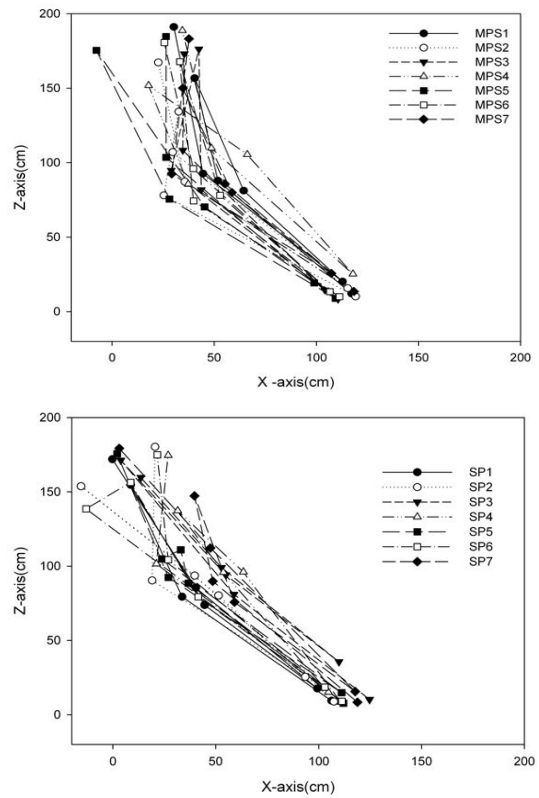 200
150
100
50
0
Z-axis(cm)
MPS1
MPS2
MPS3
MPS4
MPS5
MPS6
MPS7
0 50 100 150 200
X -axis(cm)
200
150
100
50
0
Z-axis(cm)
SP1
SP2
SP3
SP4
SP5
SP6
SP7
0 50 100 150 200
X-axis(cm)